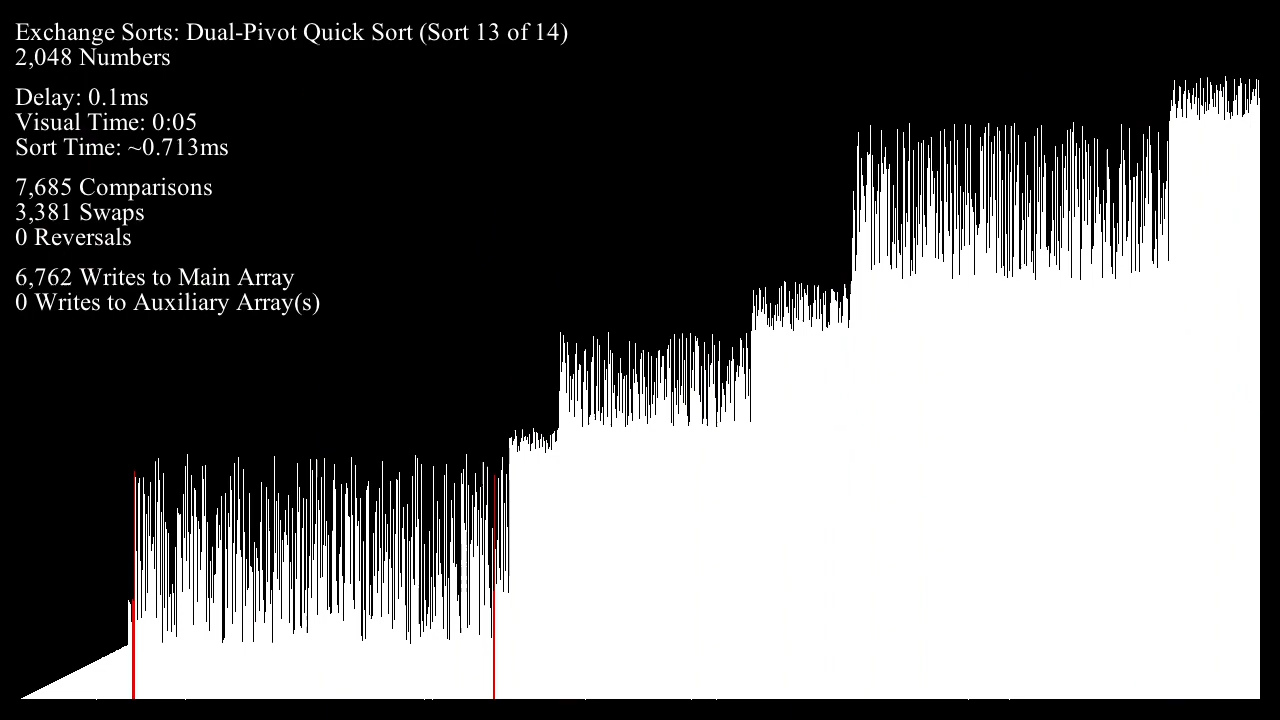 Exchange Sorts: Dual-Pivot Quick Sort (Sort 13 of 14)
2,048 Numbers
Delay: 0.1ms
Visual Time: 0:05
Sort Time: ~0.713ms
7,685 Comparisons
3,381 Swaps
0 Reversals
6,762 Writes to Main Array
0 Writes to Auxiliary Array(s)